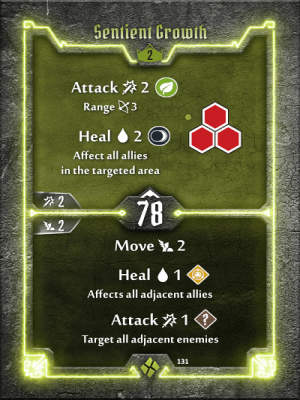 Sentient Growth
2
Attack 2
Range 3
Heal 2
Affect all allies
in the targeted area
2
78
2
Move 2
Heal 1
Affects all adjacent allies
Attack 1 ?
Target all adjacent enemies
131